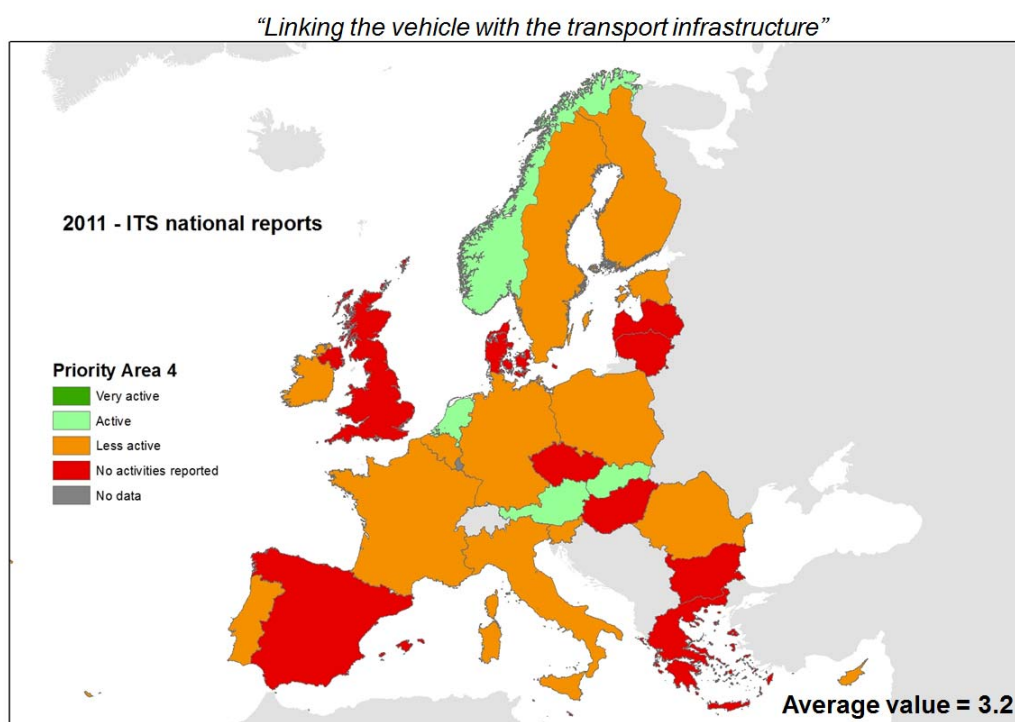 “Linking the vehicle with the transport infrastructure”
2011 - ITS national reports
Priority Area 4
Very active
Active
Less active
No activities reported
No data
Average value = 3.2